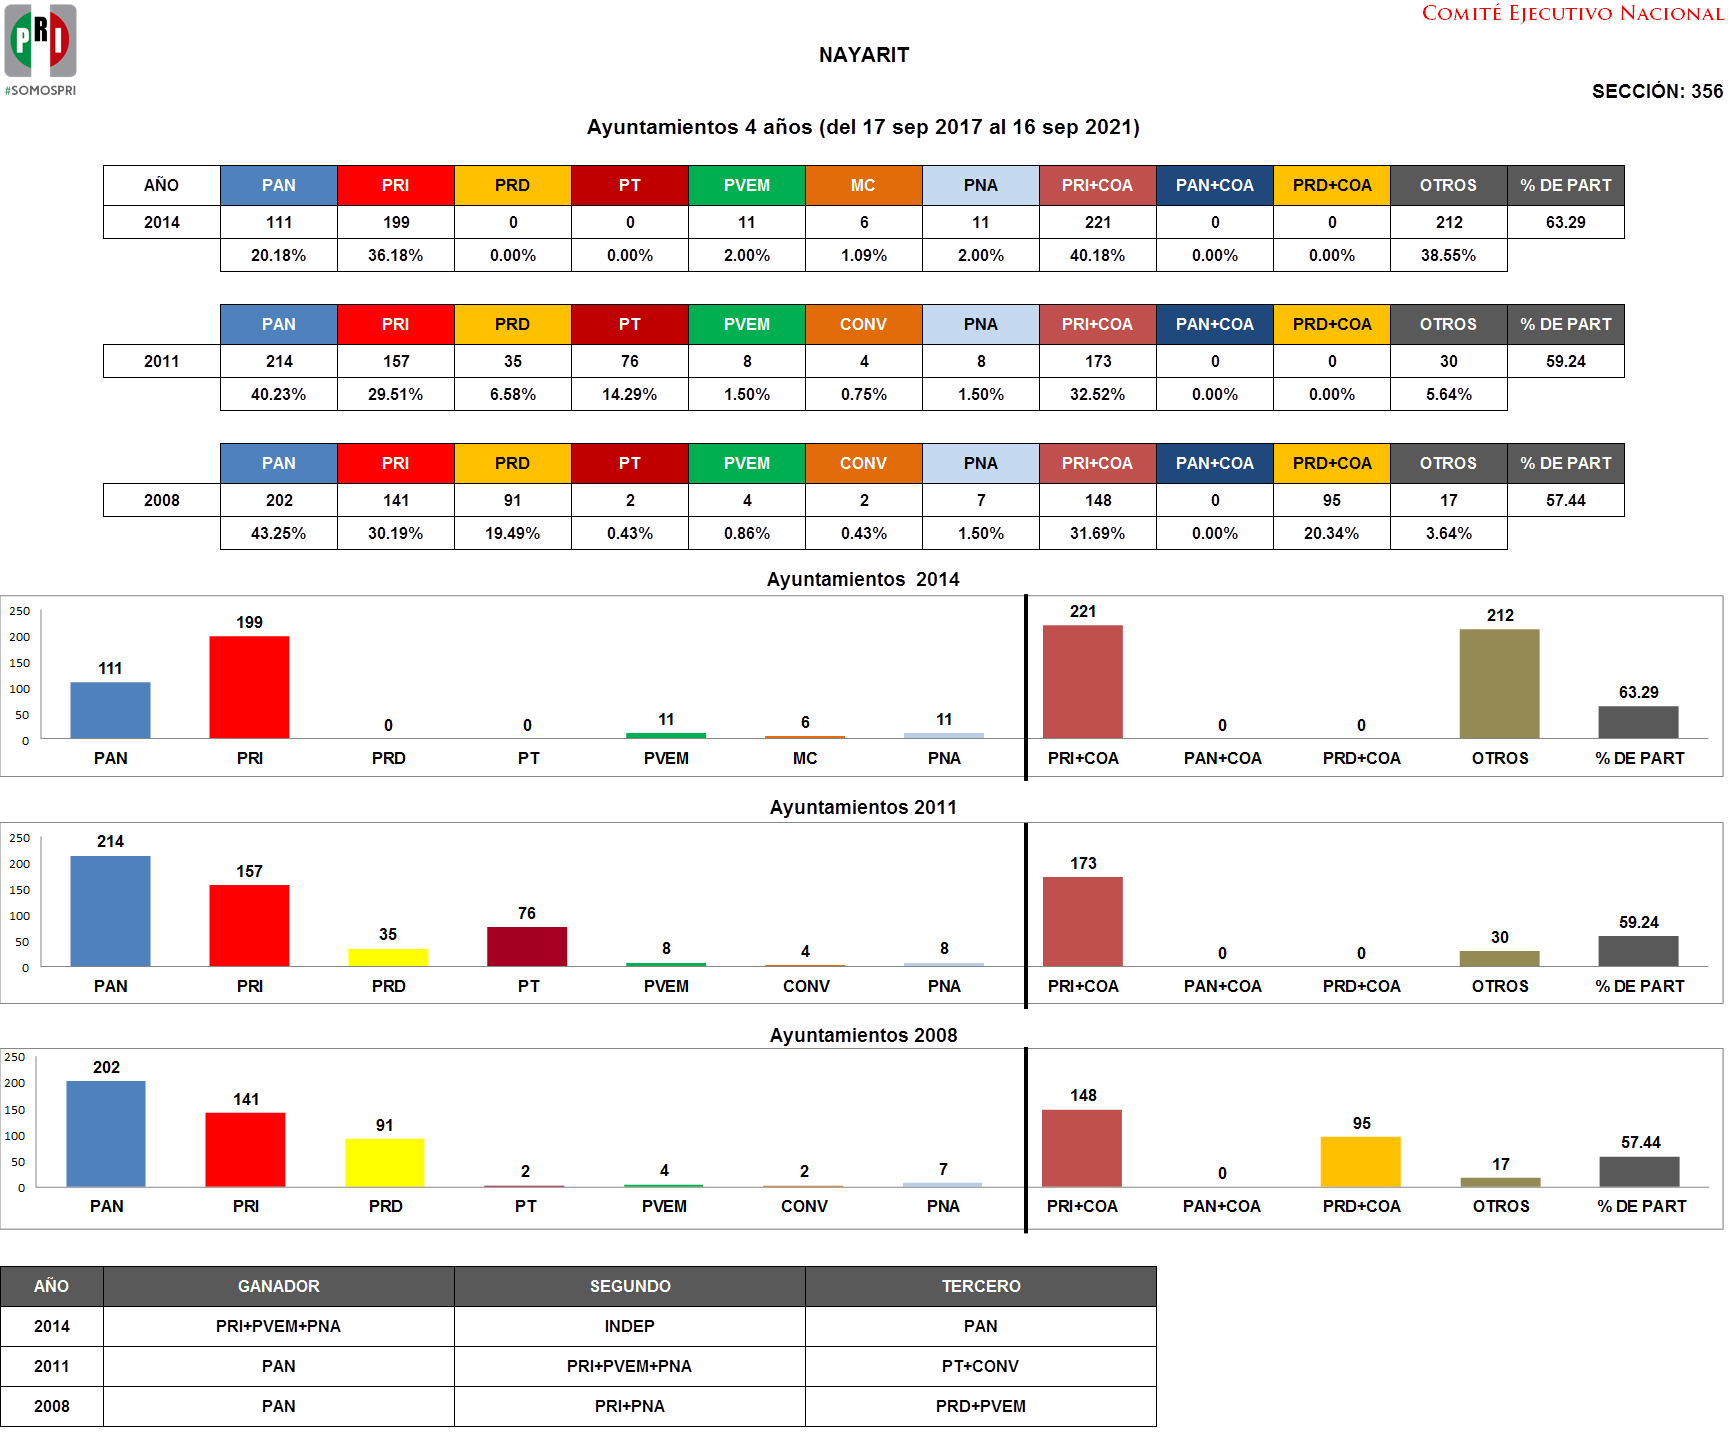 PRI
#SOMOSPRI
COMITÉ EJECUTIVO NACIONAL
NAYARIT
SECCIÓN: 356
Ayuntamientos 4 años (del 17 sep 2017 al 16 sep 2021)
AÑO PAN PRI PRD PT PVEM MC PNA PRI+COA PAN+COA PRD+COA OTROS % DE PART
2014 111 199 0 0 11 6 11 221 0 0 212 63.29
20.18% 36.18% 0.00% 0.00% 2.00% 1.09% 2.00% 40.18% 0.00% 0.00% 38.55%
PAN PRI PRD PT PVEM CONV PNA PRI+COA PAN+COA PRD+COA OTROS % DE PART
2011 214 157 35 76 8 4 8 173 0 0 30 59.24
40.23% 29.51% 6.58% 14.29% 1.50% 0.75% 1.50% 32.52% 0.00% 0.00% 5.64%
PAN PRI PRD PT PVEM CONV PNA PRI+COA PAN+COA PRD+COA OTROS % DE PART
2008 202 141 91 2 4 2 7 148 0 95 17 57.44
43.25% 30.19% 19.49% 0.43% 0.86% 0.43% 1.50% 31.69% 0.00% 20.34% 3.64%
Ayuntamientos 2014
250
200
150
100
50
0
111 199 0 0 11 6 11 221 0 0 212 63.29
PAN PRI PRD PT PVEM MC PNA PRI+COA PAN+COA PRD+COA OTROS % DE PART
Ayuntamientos 2011
250
200
150
100
50
0
214 157 35 76 8 4 8 173 0 0 30 59.24
PAN PRI PRD PT PVEM CONV PNA PRI+COA PAN+COA PRD+COA OTROS % DE PART
Ayuntamientos 2008
250
200
150
100
50
0
202 141 91 2 4 2 7 148 0 95 17 57.44
PAN PRI PRD PT PVEM CONV PNA PRI+COA PAN+COA PRD+COA OTROS % DE PART
AÑO GANADOR SEGUNDO TERCERO
2014 PRI+PVEM+PNA INDEP PAN
2011 PAN PRI+PVEM+PNA PT+CONV
2008 PAN PRI+PNA PRD+PVEM